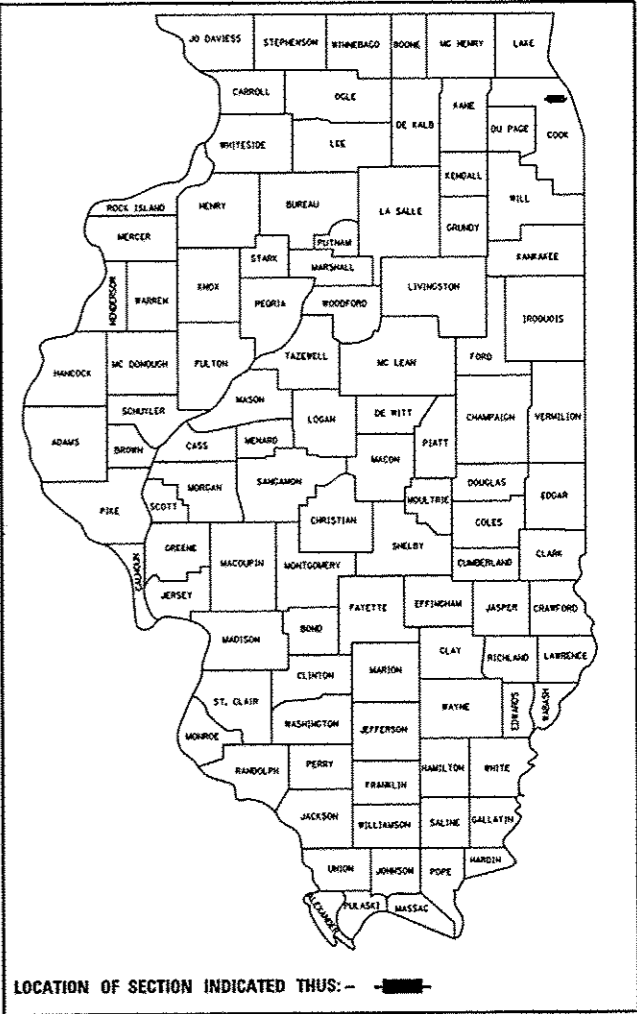 JO DAVIESS STEPHENSON WINNEBAGO BOONE MC HENRY LAKE
CARROLL OGLE DE KALB KANE DU PAGE COOK
WHITESIDE LEE KENDALL WILL
ROCK ISLAND HENRY BUREAU LA SALLE GRUNDY
MERCER PUTNAM KANKAKEE
STARK MARSHALL
HENDERSON WARREN KNOX PEORIA WOODFORD LIVINGSTON IROQUOIS
HANCOCK MC DONOUGH FULTON TAZEWELL MC LEAN FORD
SCHUYLER MASON LOGAN DE WITT CHAMPAIGN VERMILION
ADAMS BROWN CASS MENARD MACON PIATT
PIKE SCOTT MORGAN SANGAMON MOULTRIE DOUGLAS EDGAR
CHRISTIAN COLES
CALHOUN GREENE MACOUPIN MONTGOMERY SHELBY CUMBERLAND CLARK
JERSEY FAYETTE EFFINGHAM JASPER CRAWFORD
MADISON BOND CLAY RICHLAND LAWRENCE
CLINTON MARION
ST. CLAIR WASHINGTON JEFFERSON WAYNE EDWARDS WABASH
MONROE
RANDOLPH PERRY FRANKLIN HAMILTON WHITE
JACKSON WILLIAMSON SALINE GALLATIN
UNION JOHNSON POPE HARDIN
ALEXANDER PULASKI MASSAC
LOCATION OF SECTION INDICATED THUS:-